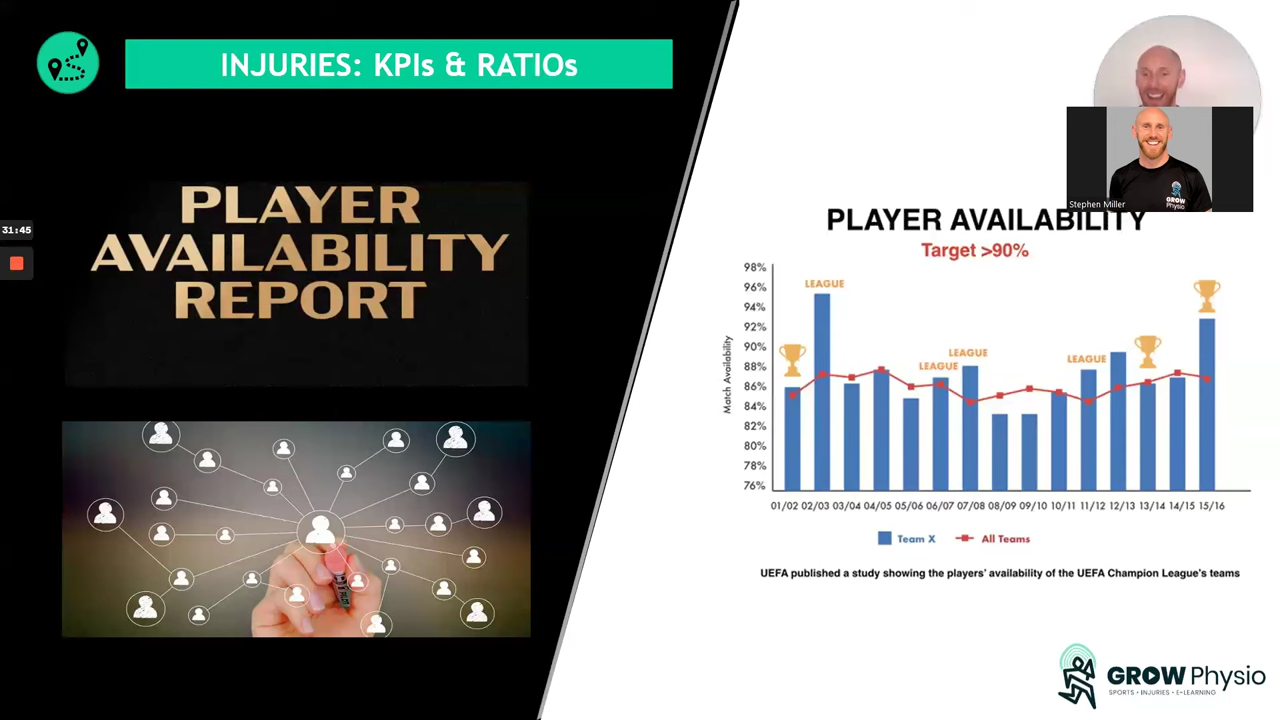 INJURIES: KPIs & RATIOs
31:45
PLAYER
AVAILABILITY
REPORT
Stephen Miller
GROW
Physio
PLAYER AVAILABILITY
Target >90%
Match Availability
98%
96%
94%
92%
90%
88%
86%
84%
82%
80%
78%
76%
LEAGUE
LEAGUE
LEAGUE
LEAGUE
01/02 02/03 03/04 04/05 05/06 06/07 07/08 08/09 09/10 10/11 11/12 12/13 13/14 14/15 15/16
Team X All Teams
UEFA published a study showing the players' availability of the UEFA Champion League's teams
GROW Physio
SPORTS • INJURIES • E-LEARNING